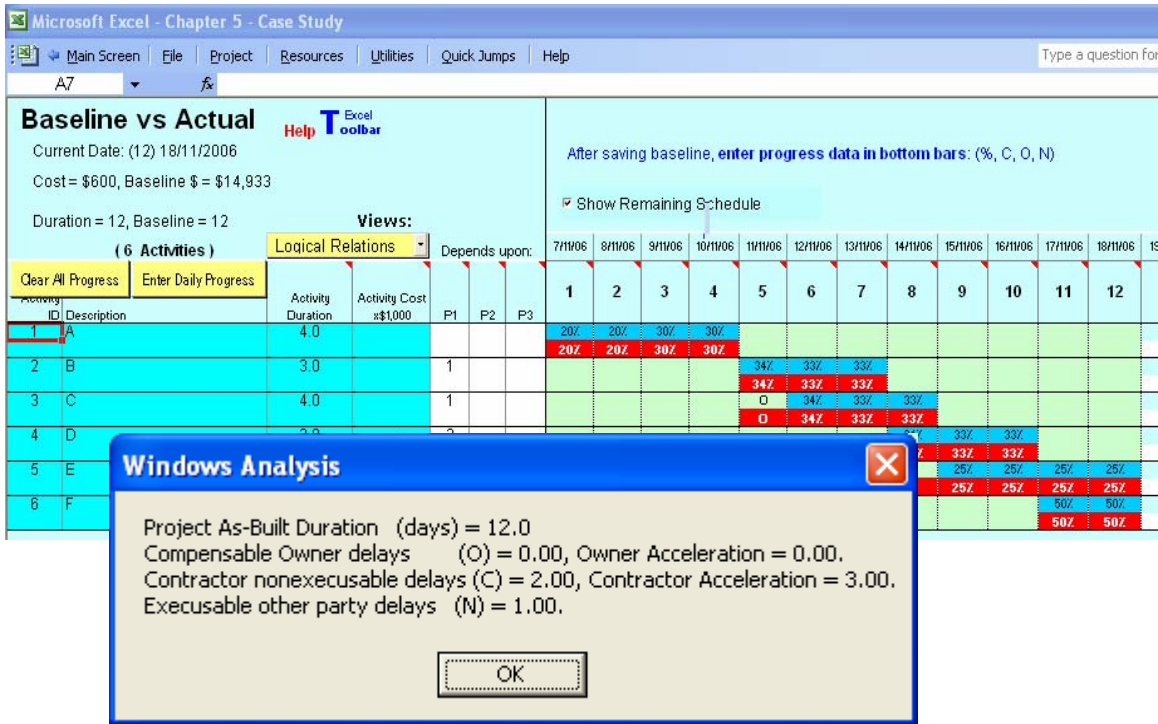 Microsoft Excel - Chapter 5 - Case Study
Main Screen File Project Resources Utilities Quick Jumps Help Type a question for
A7 fx
Baseline vs Actual Help Excel Toolbar
Current Date: (12) 18/11/2006
After saving baseline, enter progress data in bottom bars: (%, C, O, N)
Cost = $600, Baseline $ = $14,933
Show Remaining Schedule
Duration = 12, Baseline = 12 Views:
( 6 Activities ) Logical Relations Depends upon: 7/11/06 8/11/06 9/11/06 10/11/06 11/11/06 12/11/06 13/11/06 14/11/06 15/11/06 16/11/06 17/11/06 18/11/06 19
Clear All Progress Enter Daily Progress
1 2 3 4 5 6 7 8 9 10 11 12
Activity Activity Activity Cost
ID Description Duration x$1,000 P1 P2 P3
1 A 4.0 20% 20% 30% 30%
20% 20% 30% 30%
2 B 3.0 1 34% 33% 33%
34% 33% 33%
3 C 4.0 1 O 34% 33% 33%
O 34% 33% 33%
4 D 33% 33%
33% 33%
5 E 25% 25% 25% 25%
25% 25% 25% 25%
6 F 50% 50%
50% 50%
Windows Analysis
Project As-Built Duration (days) = 12.0
Compensable Owner delays (O) = 0.00, Owner Acceleration = 0.00.
Contractor nonexecusable delays (C) = 2.00, Contractor Acceleration = 3.00.
Execusable other party delays (N) = 1.00.
OK